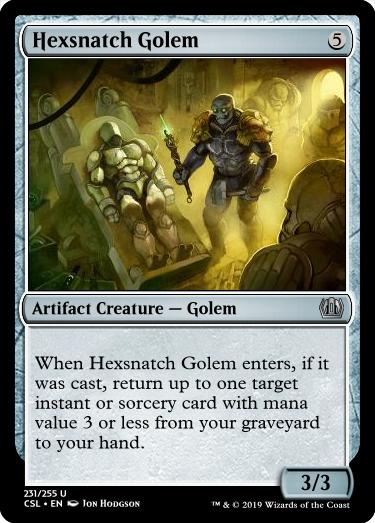 Hexsnatch Golem 5
Artifact Creature — Golem
When Hexsnatch Golem enters, if it
was cast, return up to one target
instant or sorcery card with mana
value 3 or less from your graveyard
to your hand.
3/3
231/255 U
CSL • EN Jon Hodgson ™ & © 2019 Wizards of the Coast